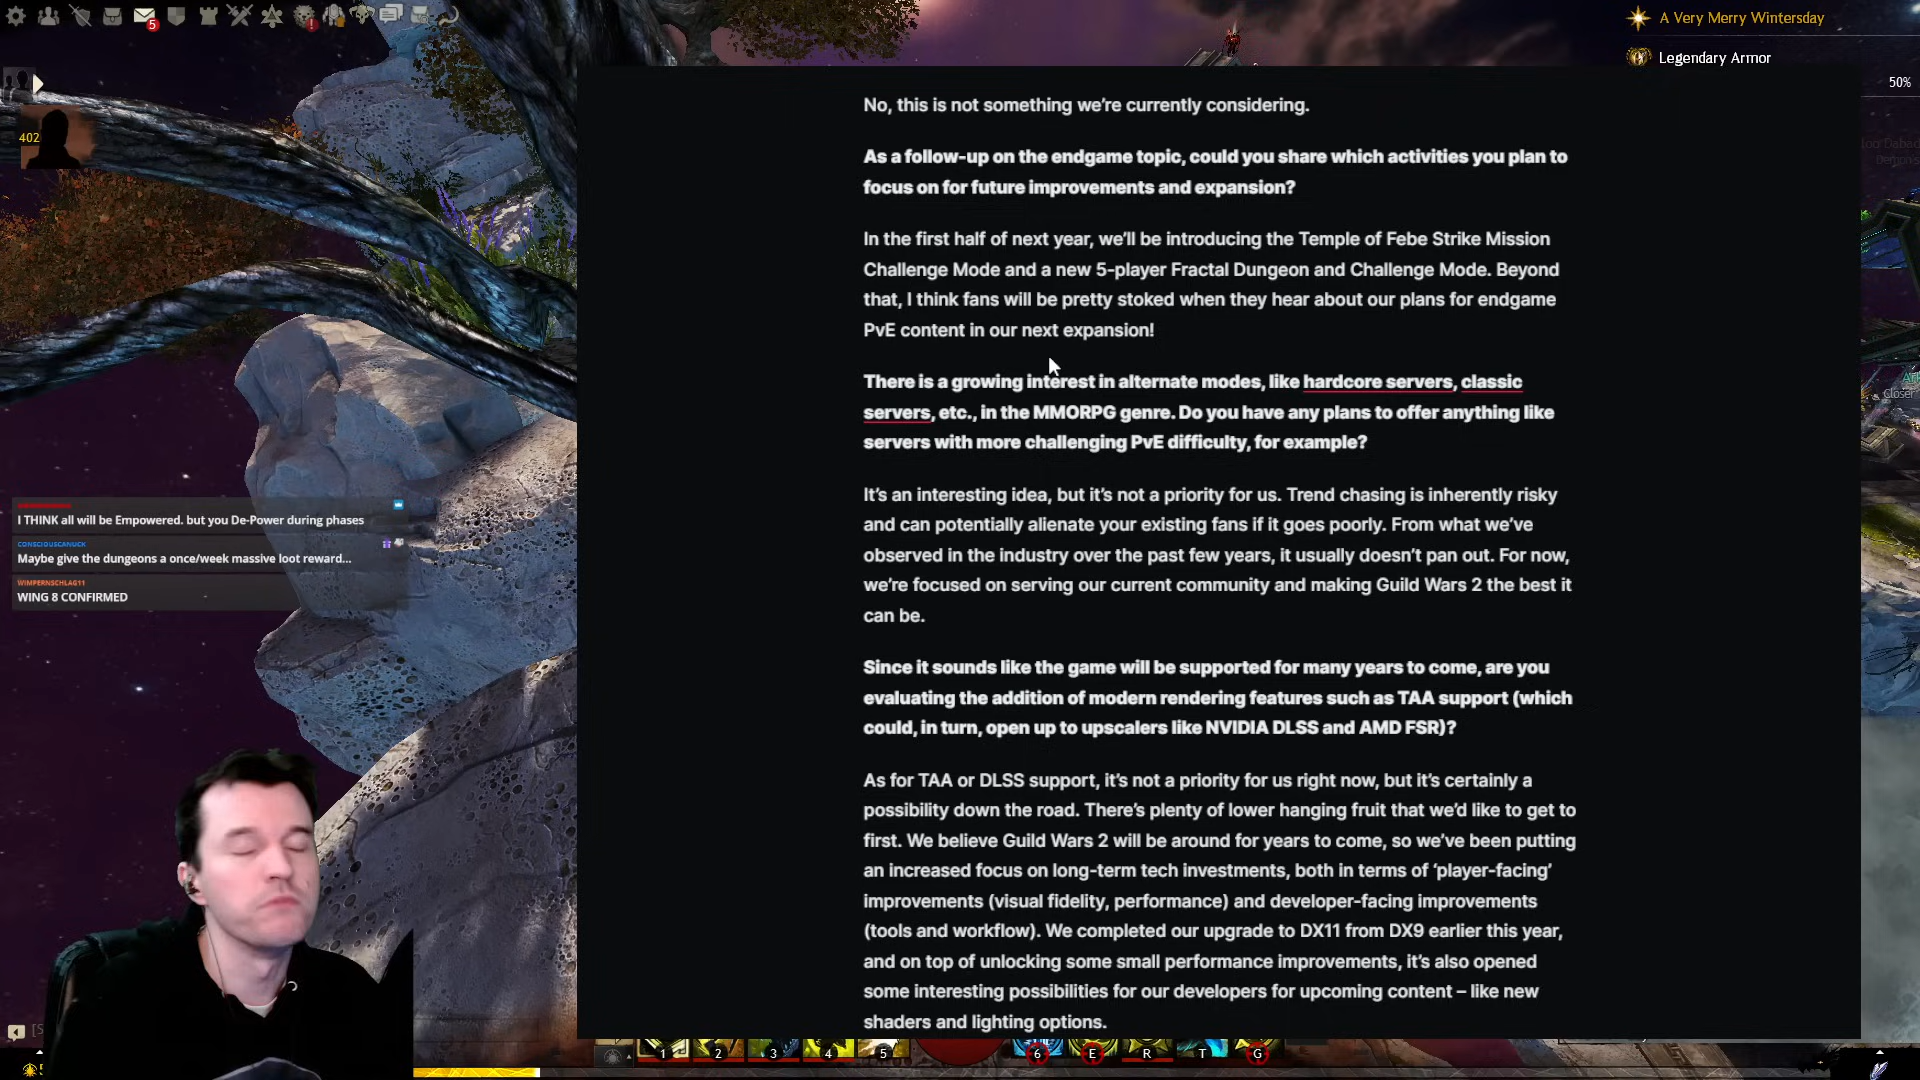 5
A Very Merry Wintersday
Legendary Armor
50%
402
No, this is not something we're currently considering.
As a follow-up on the endgame topic, could you share which activities you plan to
focus on for future improvements and expansion?
In the first half of next year, we'll be introducing the Temple of Febe Strike Mission
Challenge Mode and a new 5-player Fractal Dungeon and Challenge Mode. Beyond
that, I think fans will be pretty stoked when they hear about our plans for endgame
PvE content in our next expansion!
There is a growing interest in alternate modes, like hardcore servers, classic
servers, etc., in the MMORPG genre. Do you have any plans to offer anything like
servers with more challenging PvE difficulty, for example?
It's an interesting idea, but it's not a priority for us. Trend chasing is inherently risky
and can potentially alienate your existing fans if it goes poorly. From what we've
observed in the industry over the past few years, it usually doesn't pan out. For now,
we're focused on serving our current community and making Guild Wars 2 the best it
can be.
Since it sounds like the game will be supported for many years to come, are you
evaluating the addition of modern rendering features such as TAA support (which
could, in turn, open up to upscalers like NVIDIA DLSS and AMD FSR)?
As for TAA or DLSS support, it's not a priority for us right now, but it's certainly a
possibility down the road. There's plenty of lower hanging fruit that we'd like to get to
first. We believe Guild Wars 2 will be around for years to come, so we've been putting
an increased focus on long-term tech investments, both in terms of 'player-facing'
improvements (visual fidelity, performance) and developer-facing improvements
(tools and workflow). We completed our upgrade to DX11 from DX9 earlier this year,
and on top of unlocking some small performance improvements, it's also opened
some interesting possibilities for our developers for upcoming content – like new
shaders and lighting options.
I THINK all will be Empowered. but you De-Power during phases
CONSCIOUSCANUCK
Maybe give the dungeons a once/week massive loot reward...
WIMPERNSCHLAG11
WING 8 CONFIRMED
Closer
[S
1 2 3 4 5 6 E R T G